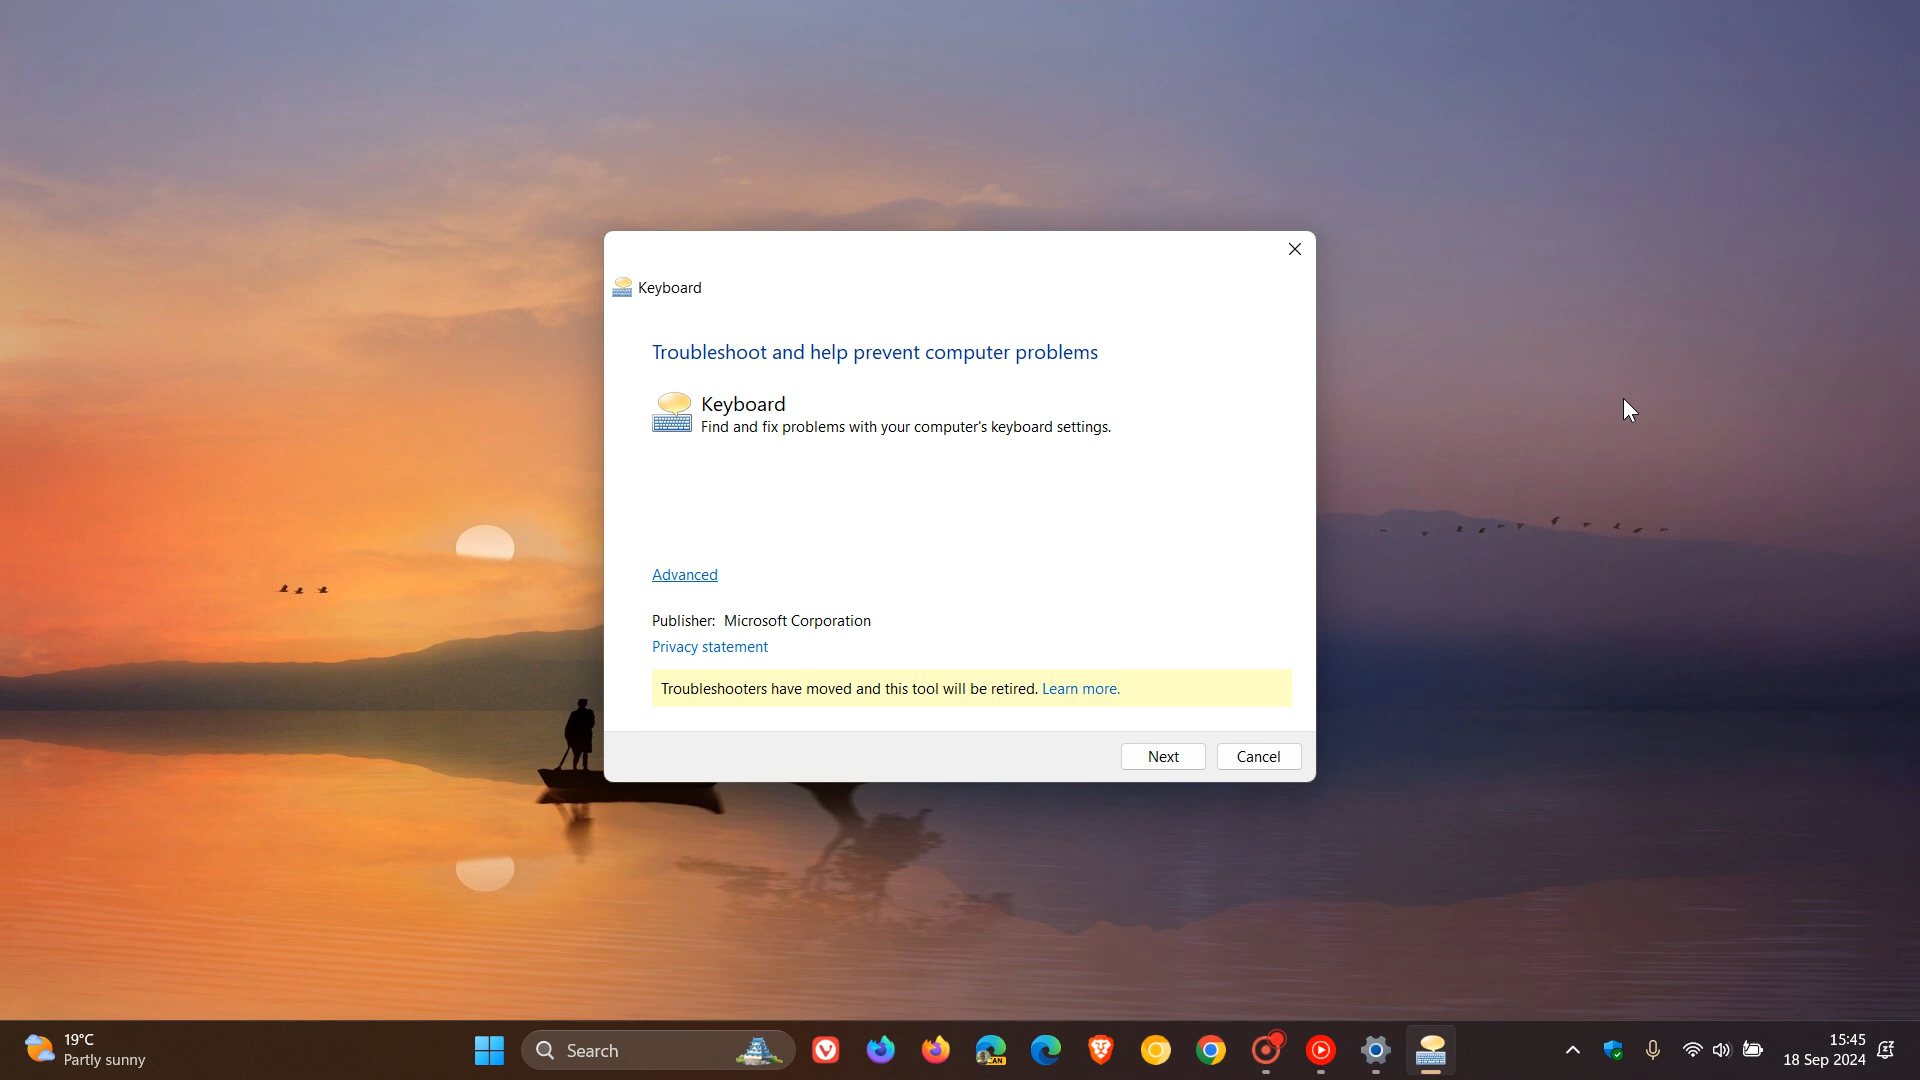 Keyboard
Troubleshoot and help prevent computer problems
Keyboard
Find and fix problems with your computer's keyboard settings.
Advanced
Publisher: Microsoft Corporation
Privacy statement
Troubleshooters have moved and this tool will be retired. Learn more.
Next Cancel
19°C
Partly sunny
Search
CAN
15:45
18 Sep 2024